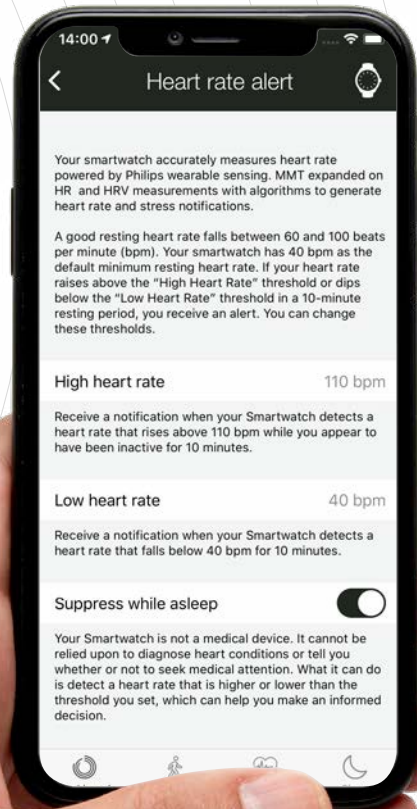 14:00
Heart rate alert
Your smartwatch accurately measures heart rate
powered by Philips wearable sensing. MMT expanded on
HR and HRV measurements with algorithms to generate
heart rate and stress notifications.
A good resting heart rate falls between 60 and 100 beats
per minute (bpm). Your smartwatch has 40 bpm as the
default minimum resting heart rate. If your heart rate
raises above the “High Heart Rate” threshold or dips
below the “Low Heart Rate” threshold in a 10-minute
resting period, you receive an alert. You can change
these thresholds.
High heart rate 110 bpm
Receive a notification when your Smartwatch detects a
heart rate that rises above 110 bpm while you appear to
have been inactive for 10 minutes.
Low heart rate 40 bpm
Receive a notification when your Smartwatch detects a
heart rate that falls below 40 bpm for 10 minutes.
Suppress while asleep
Your Smartwatch is not a medical device. It cannot be
relied upon to diagnose heart conditions or tell you
whether or not to seek medical attention. What it can do
is detect a heart rate that is higher or lower than the
threshold you set, which can help you make an informed
decision.